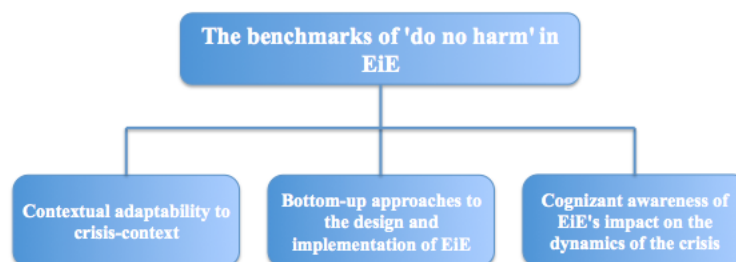 The benchmarks of 'do no harm' in
EiE
Contextual adaptability to
crisis-context
Bottom-up approaches to
the design and
implementation of EiE
Cognizant awareness of
EiE's impact on the
dynamics of the crisis